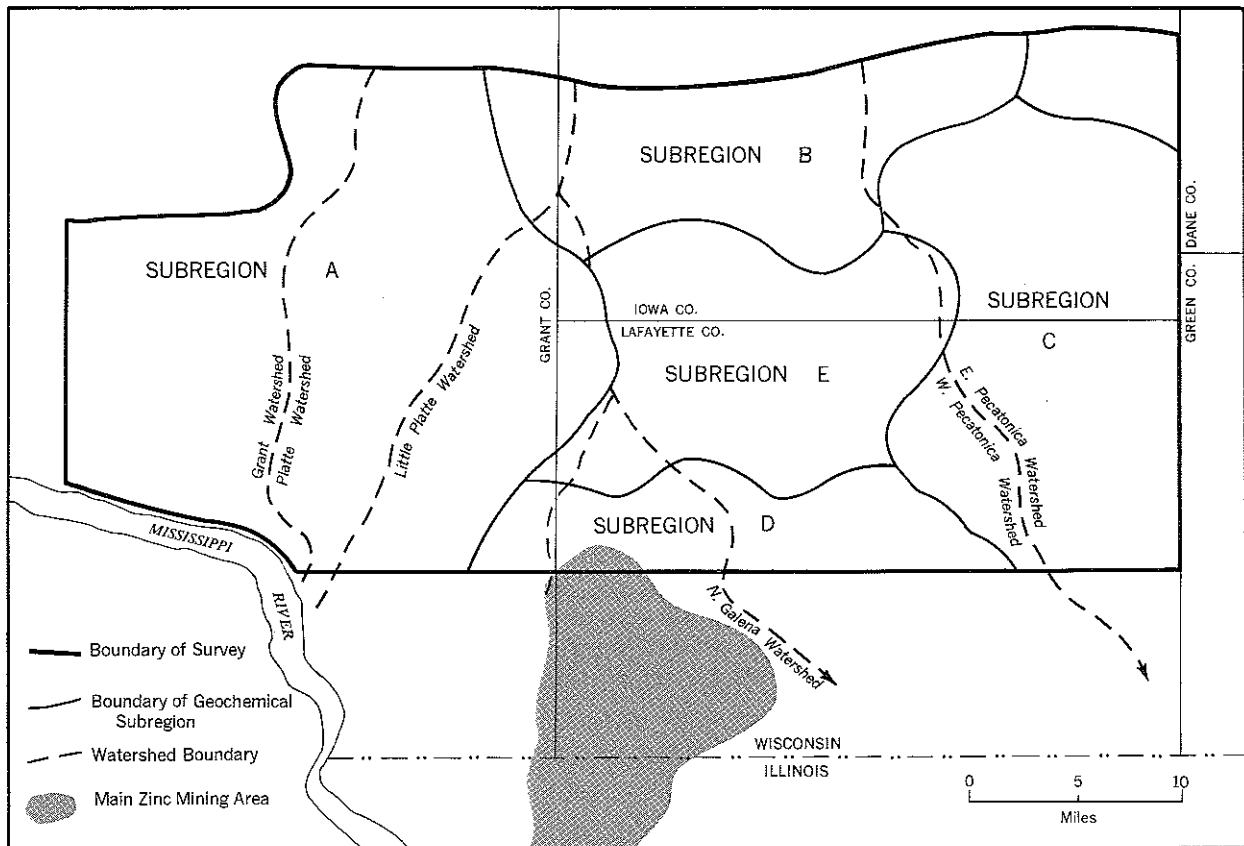 SUBREGION B
DANE CO.
GREEN CO.
SUBREGION A
GRANT CO.
IOWA CO.
LAFAYETTE CO.
SUBREGION
C
SUBREGION E
Grant Watershed
Platte Watershed
Little Platte Watershed
E. Pecatonica Watershed
W. Pecatonica Watershed
SUBREGION D
MISSISSIPPI
RIVER
N. Galena Watershed
Boundary of Survey
Boundary of Geochemical
Subregion
Watershed Boundary
Main Zinc Mining Area
WISCONSIN
ILLINOIS
0 5 10
Miles